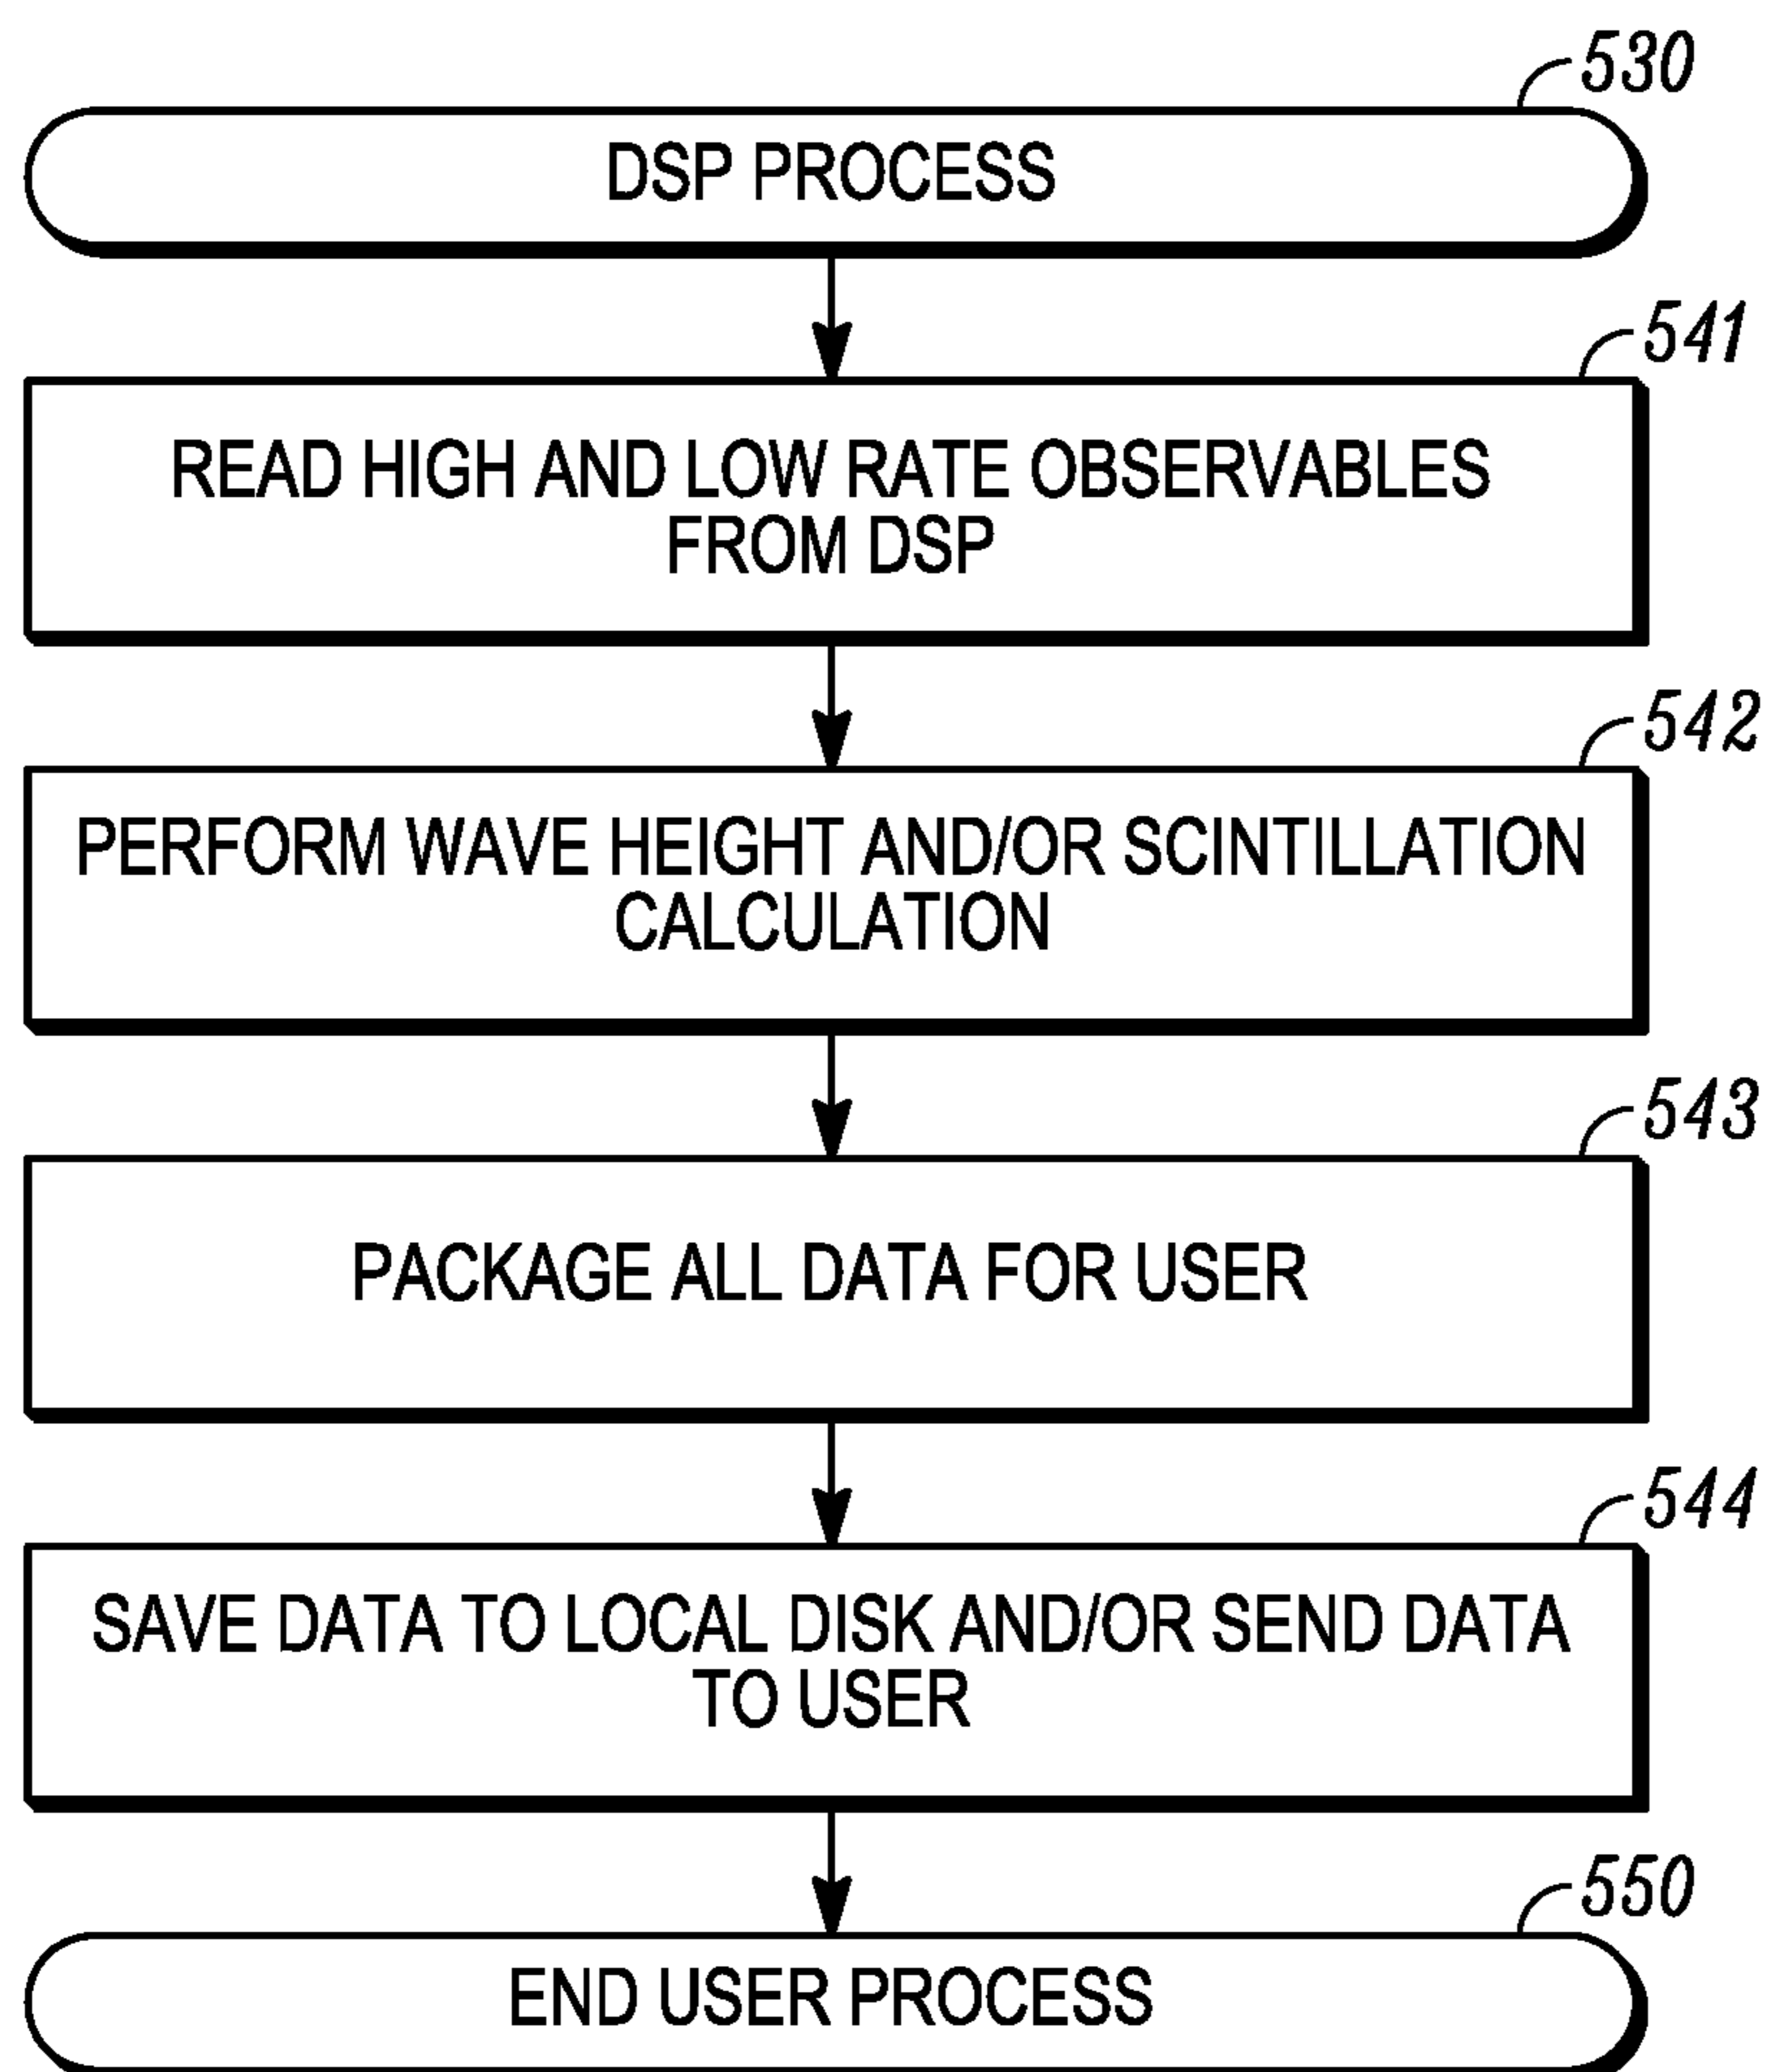 530
DSP PROCESS
541
READ HIGH AND LOW RATE OBSERVABLES
FROM DSP
542
PERFORM WAVE HEIGHT AND/OR SCINTILLATION
CALCULATION
543
PACKAGE ALL DATA FOR USER
544
SAVE DATA TO LOCAL DISK AND/OR SEND DATA
TO USER
550
END USER PROCESS